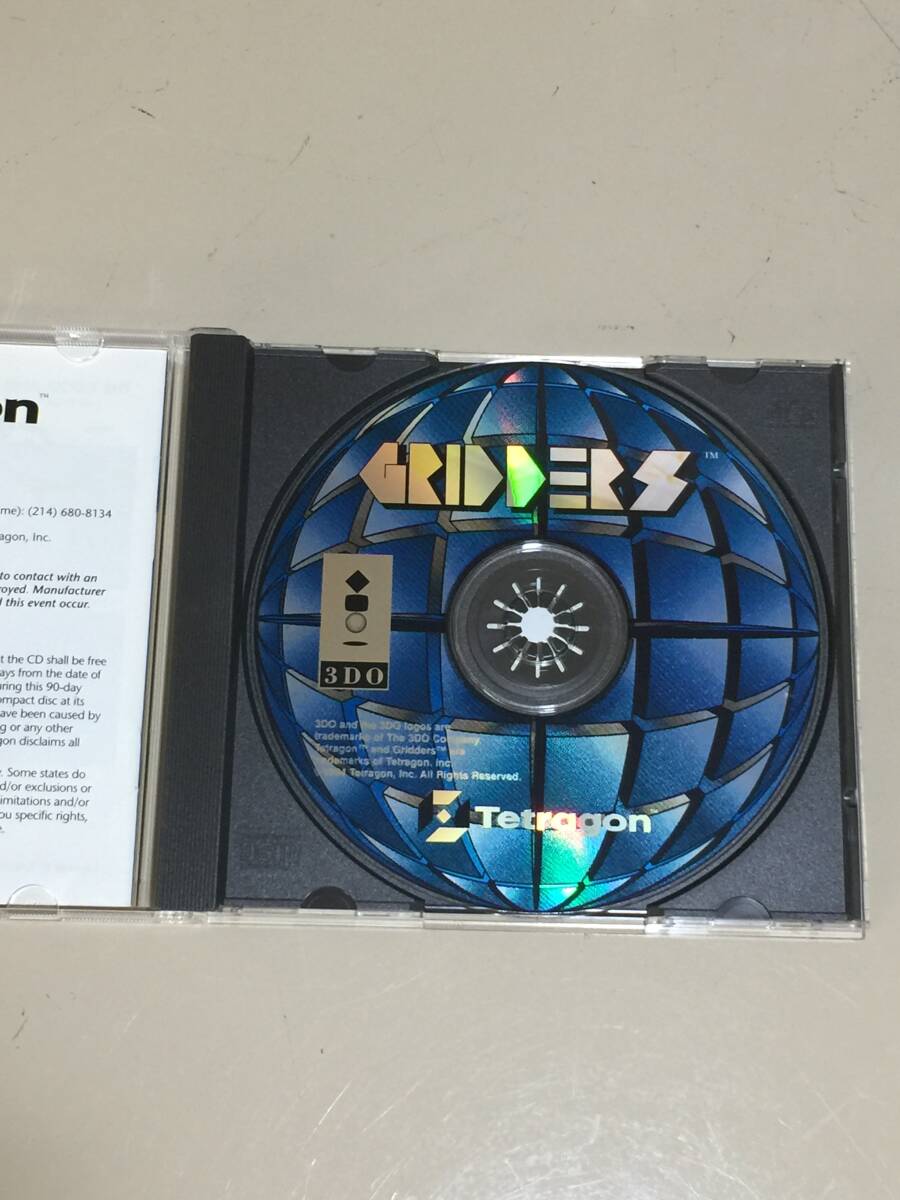 on™
me): (214) 680-8134
agon, Inc.
to contact with an
royed. Manufacturer
d this event occur.
t the CD shall be free
ays from the date of
uring this 90-day
ompact disc at its
ave been caused by
g or any other
gon disclaims all
y. Some states do
d/or exclusions or
imitations and/or
ou specific rights,
e.
GRIDDERS™
3DO
3DO and the 3DO logos are
trademarks of The 3DO Company.
Tetragon™ and Gridders™ are
trademarks of Tetragon, Inc.
©1994 Tetragon, Inc. All Rights Reserved.
Tetragon™